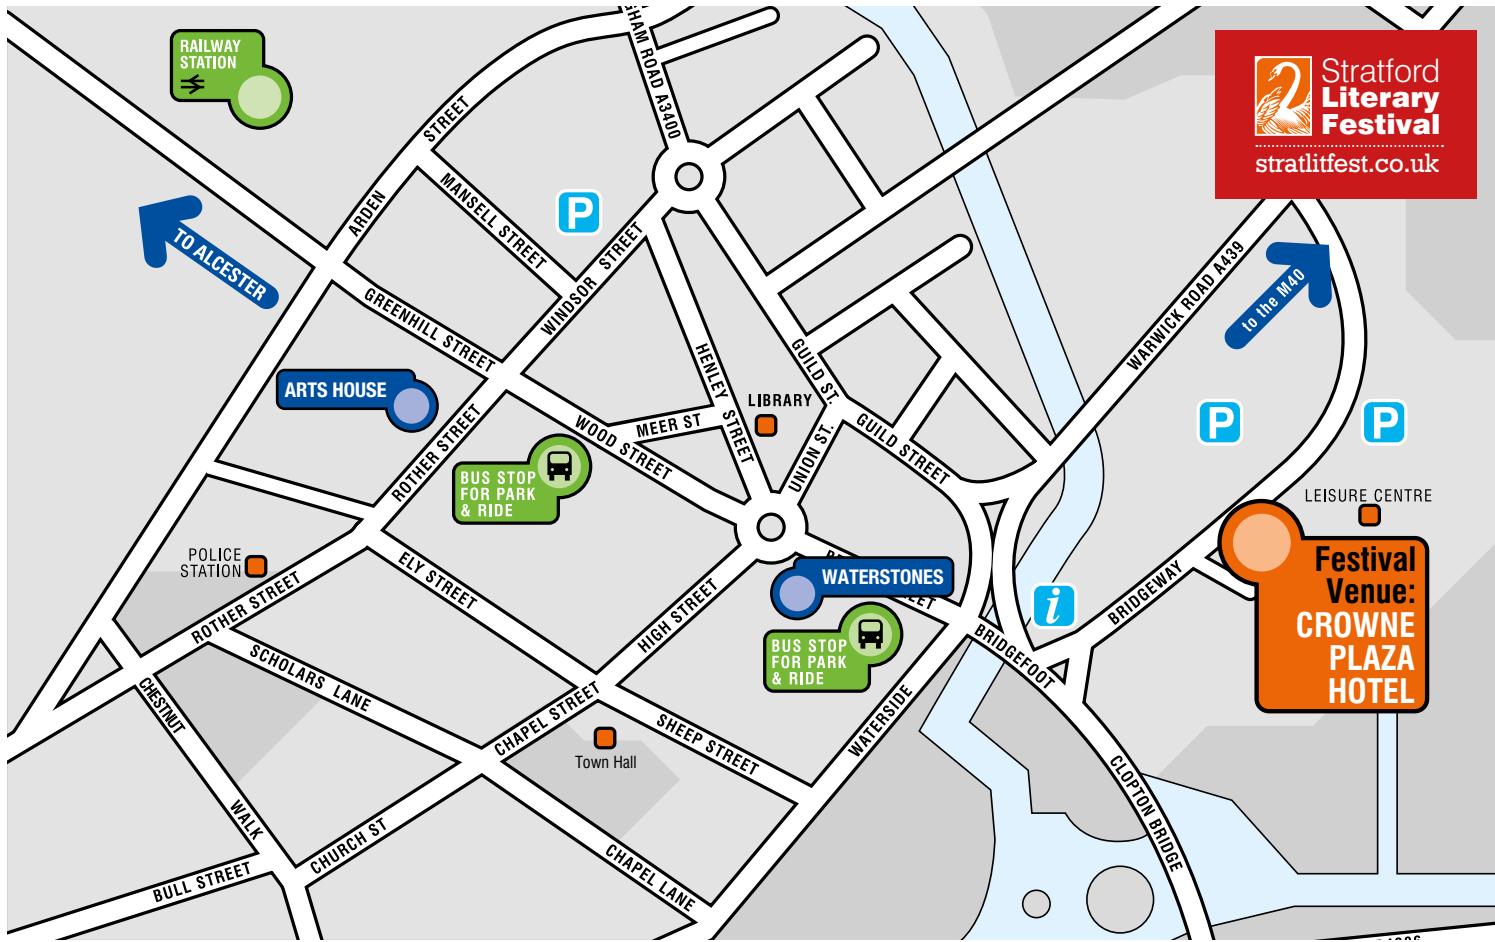 RAILWAY
STATION
GHAM ROAD A3400
Stratford
Literary
Festival
stratlitfest.co.uk
ARDEN STREET
MANSELL STREET
P
WINDSOR STREET
TO ALCESTER
GREENHILL STREET
HENLEY STREET
GUILD ST.
WARWICK ROAD A439
to the M40
ARTS HOUSE
ROTHER STREET
WOOD STREET
MEER ST
LIBRARY
UNION ST.
GUILD STREET
P
P
BUS STOP
FOR PARK
& RIDE
LEISURE CENTRE
POLICE
STATION
ROTHER STREET
ELY STREET
HIGH STREET
WATERSTONES
BUS STOP
FOR PARK
& RIDE
BRIDGEFOOT
i
BRIDGEWAY
Festival
Venue:
CROWNE
PLAZA
HOTEL
SCHOLARS LANE
CHESTNUT WALK
CHAPEL STREET
SHEEP STREET
WATERSIDE
Town Hall
CLOPTON BRIDGE
BULL STREET
CHURCH ST
CHAPEL LANE